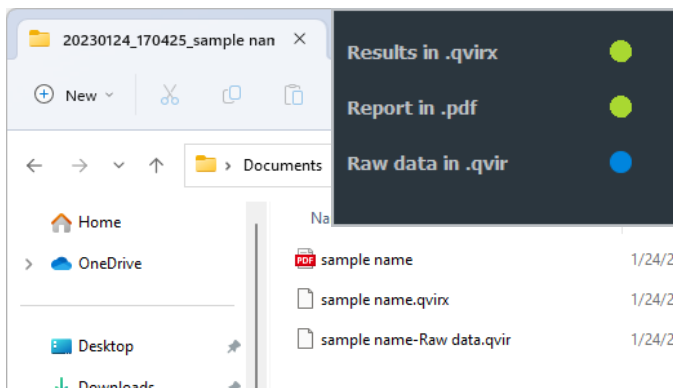 20230124_170425_sample nan
Results in .qvirx
New
Report in .pdf
Documents
Raw data in .qvir
Home
Na
PDF sample name 1/24/2
OneDrive
sample name.qvirx 1/24/2
sample name-Raw data.qvir 1/24/2
Desktop
Downloads